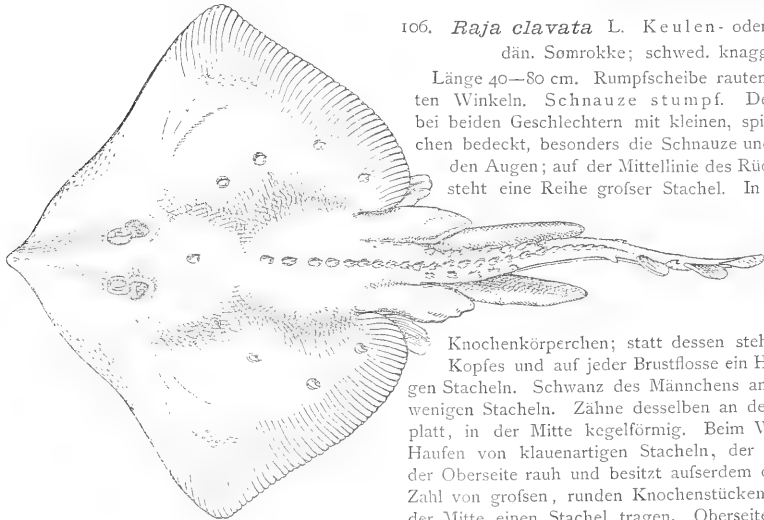 106. Raja clavata L. Keulen- oder
dän. Sømrokke; schwed. knagg
Länge 40—80 cm. Rumpfscheibe rauten
ten Winkeln. Schnauze stumpf. De
bei beiden Geschlechtern mit kleinen, spi
chen bedeckt, besonders die Schnauze un
den Augen; auf der Mittellinie des Rüc
steht eine Reihe grofser Stachel. In
Knochenkörperchen; statt dessen steh
Kopfes und auf jeder Brustflosse ein H
gen Stacheln. Schwanz des Männchens an
wenigen Stacheln. Zähne desselben an de
platt, in der Mitte kegelförmig. Beim W
Haufen von klauenartigen Stacheln, der
der Oberseite rauh und besitzt aufserdem
Zahl von grofsen, runden Knochenstücken
der Mitte einen Stachel tragen. Oberseite